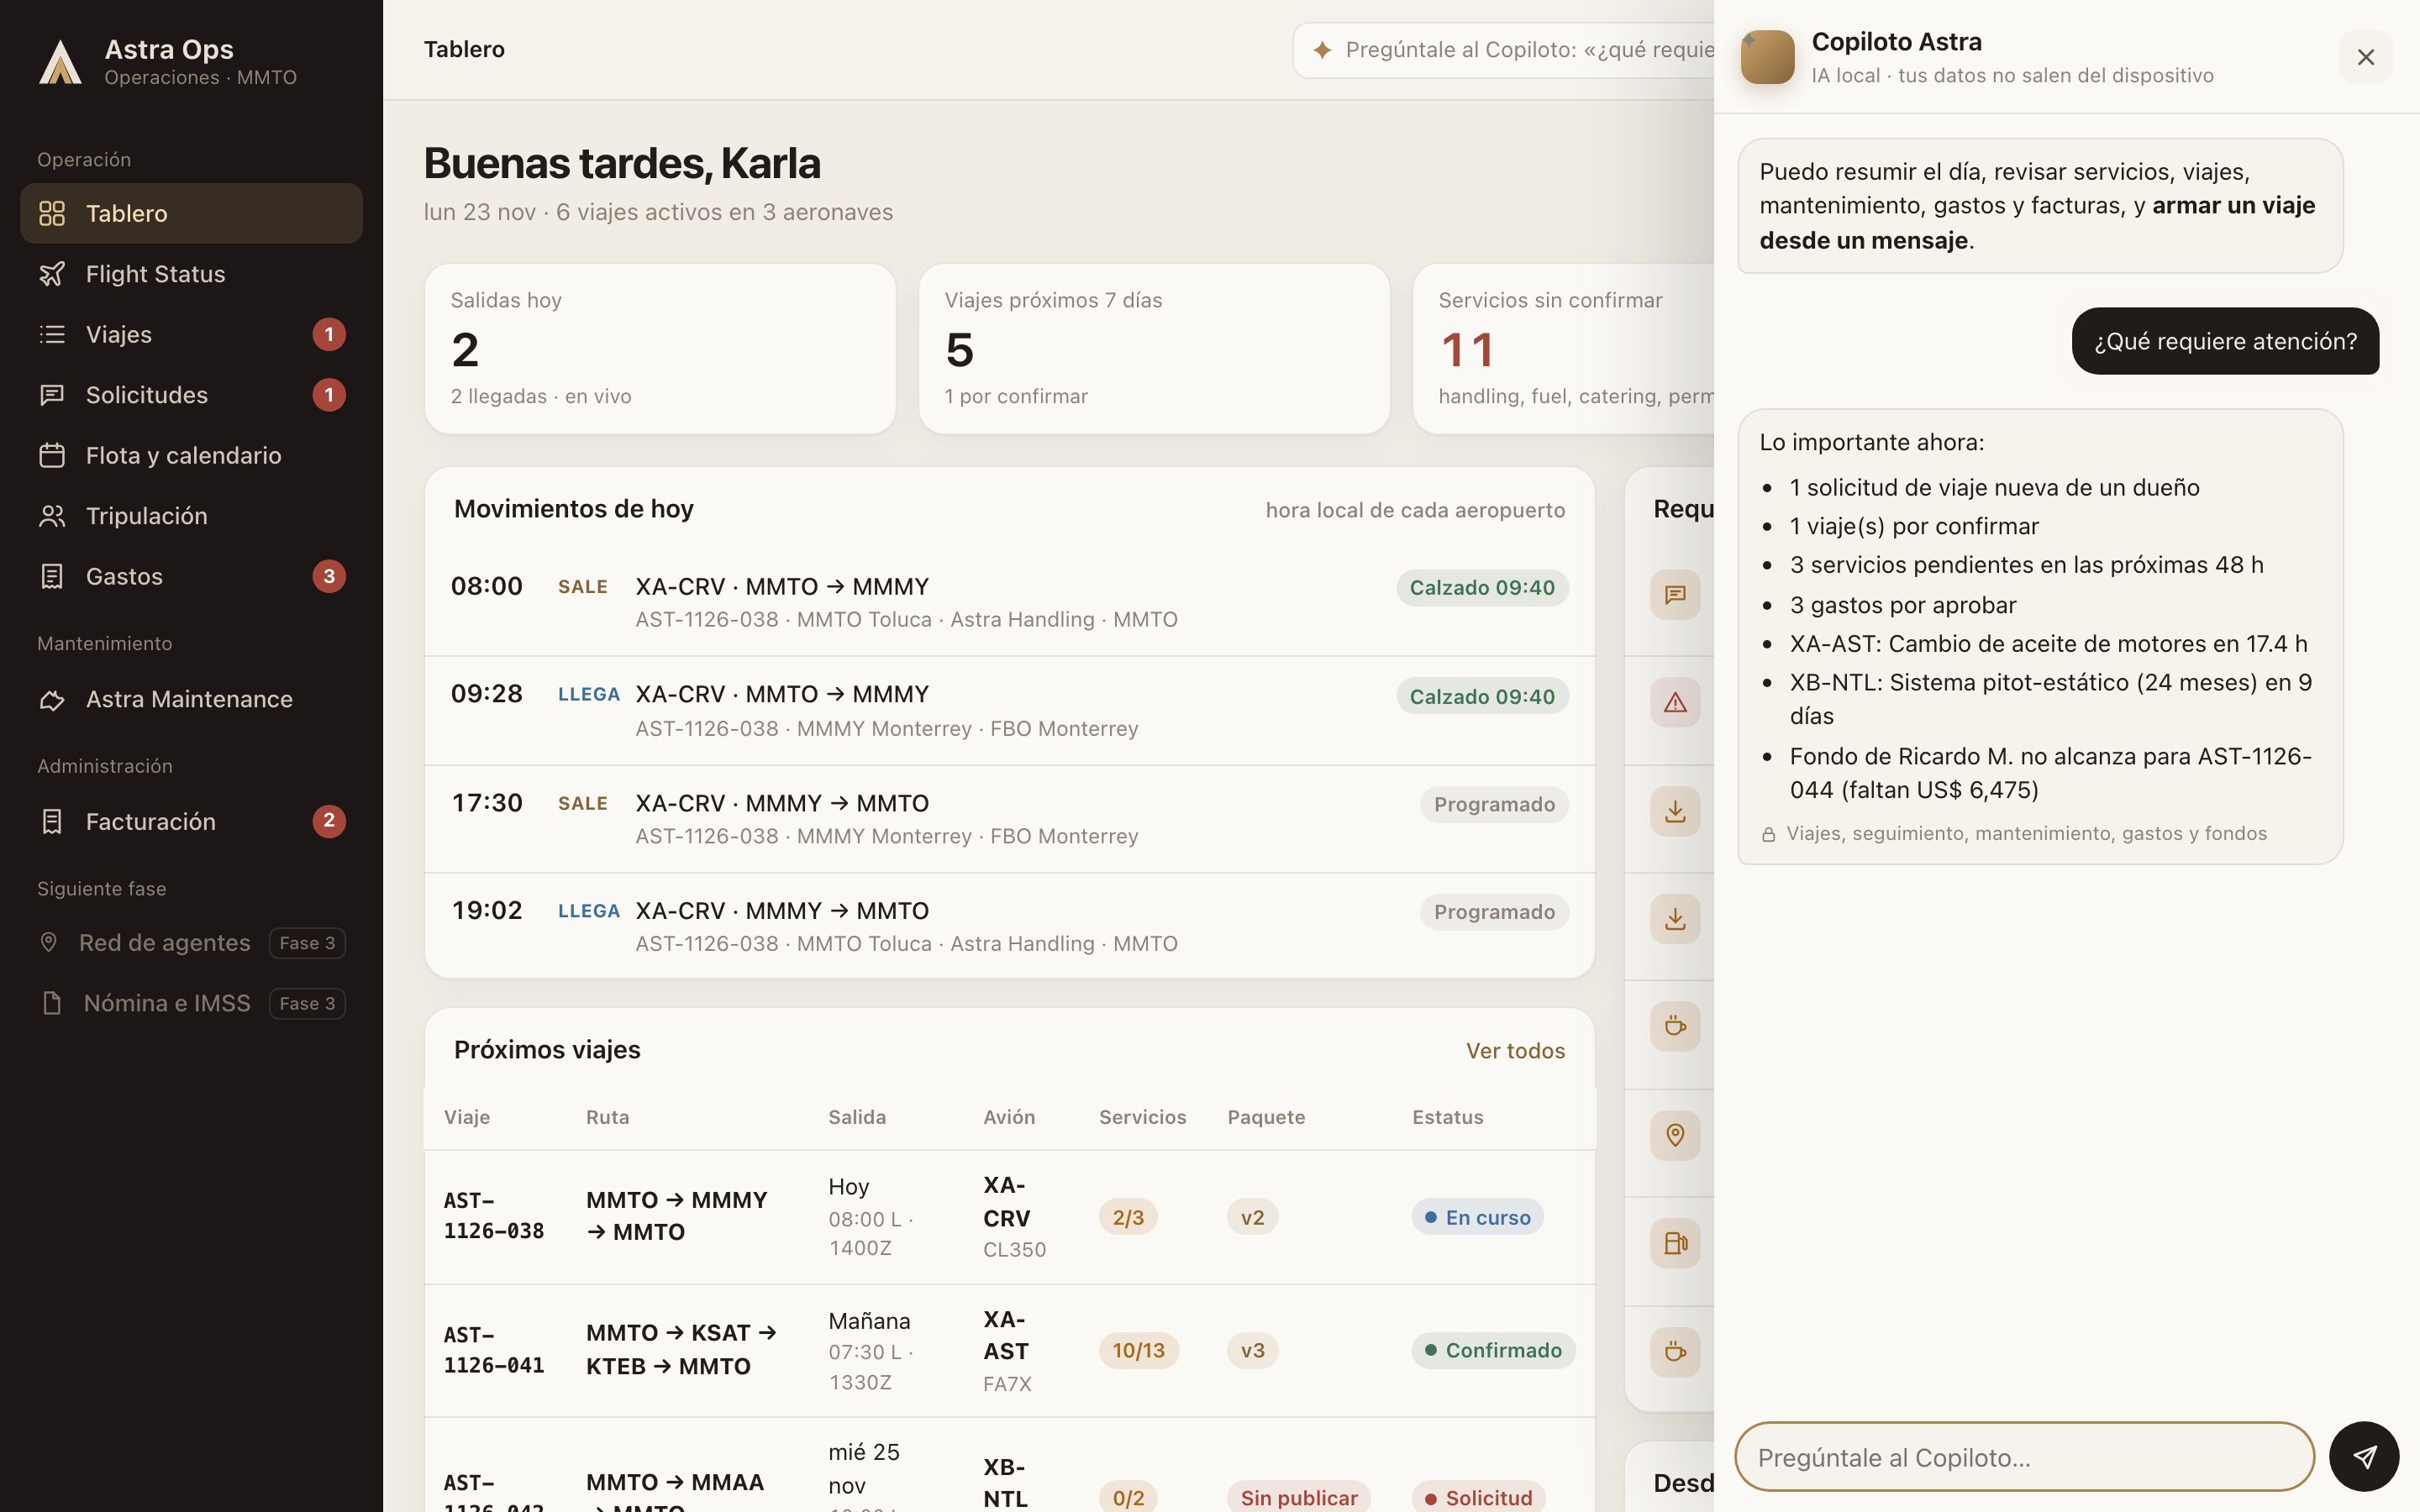 Astra Ops
Operaciones · MMTO
Operación
Tablero
Flight Status
Viajes 1
Solicitudes 1
Flota y calendario
Tripulación
Gastos 3
Mantenimiento
Astra Maintenance
Administración
Facturación 2
Siguiente fase
Red de agentes Fase 3
Nómina e IMSS Fase 3
Tablero
Pregúntale al Copiloto: «¿qué requie
Buenas tardes, Karla
lun 23 nov · 6 viajes activos en 3 aeronaves
Salidas hoy
2
2 llegadas · en vivo
Viajes próximos 7 días
5
1 por confirmar
Servicios sin confirmar
11
handling, fuel, catering, perm
Movimientos de hoy
hora local de cada aeropuerto
08:00 SALE XA-CRV · MMTO → MMMY Calzado 09:40
AST-1126-038 · MMTO Toluca · Astra Handling · MMTO
09:28 LLEGA XA-CRV · MMTO → MMMY Calzado 09:40
AST-1126-038 · MMMY Monterrey · FBO Monterrey
17:30 SALE XA-CRV · MMMY → MMTO Programado
AST-1126-038 · MMMY Monterrey · FBO Monterrey
19:02 LLEGA XA-CRV · MMMY → MMTO Programado
AST-1126-038 · MMTO Toluca · Astra Handling · MMTO
Requ
Próximos viajes
Ver todos
Viaje Ruta Salida Avión Servicios Paquete Estatus
AST-
1126-038
MMTO → MMMY
→ MMTO
Hoy
08:00 L ·
1400Z
XA-
CRV
CL350
2/3
v2
En curso
AST-
1126-041
MMTO → KSAT →
KTEB → MMTO
Mañana
07:30 L ·
1330Z
XA-
AST
FA7X
10/13
v3
Confirmado
AST-
MMTO → MMAA
→ MMTO
mié 25
nov
XB-
NTL
0/2
Sin publicar
Solicitud
Desd
Copiloto Astra
IA local · tus datos no salen del dispositivo
Puedo resumir el día, revisar servicios, viajes,
mantenimiento, gastos y facturas, y armar un viaje
desde un mensaje.
¿Qué requiere atención?
Lo importante ahora:
• 1 solicitud de viaje nueva de un dueño
• 1 viaje(s) por confirmar
• 3 servicios pendientes en las próximas 48 h
• 3 gastos por aprobar
• XA-AST: Cambio de aceite de motores en 17.4 h
• XB-NTL: Sistema pitot-estático (24 meses) en 9
días
• Fondo de Ricardo M. no alcanza para AST-1126-
044 (faltan US$ 6,475)
Viajes, seguimiento, mantenimiento, gastos y fondos
Pregúntale al Copiloto...